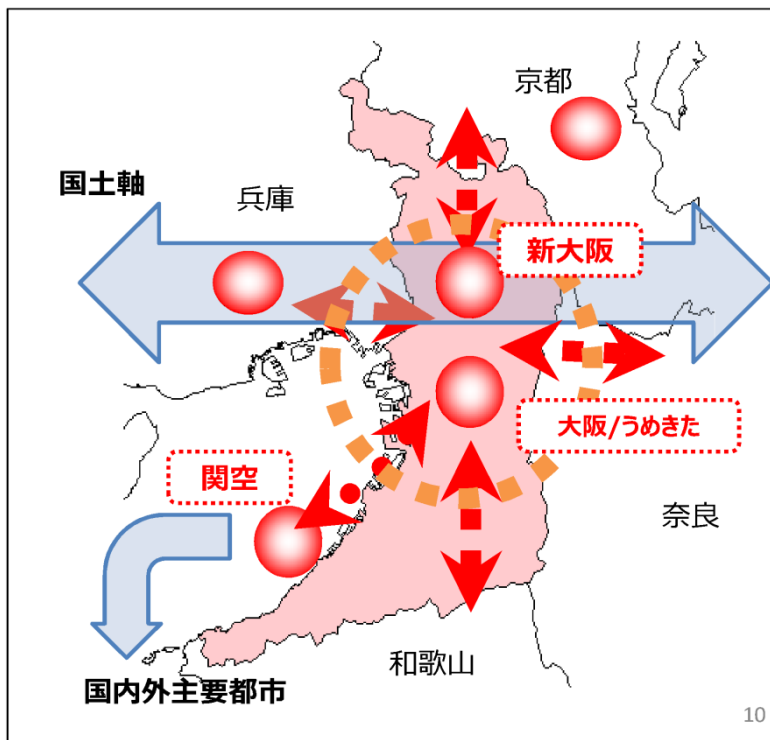 京都
国土軸
兵庫
新大阪
大阪/うめきた
関空
奈良
和歌山
国内外主要都市
10